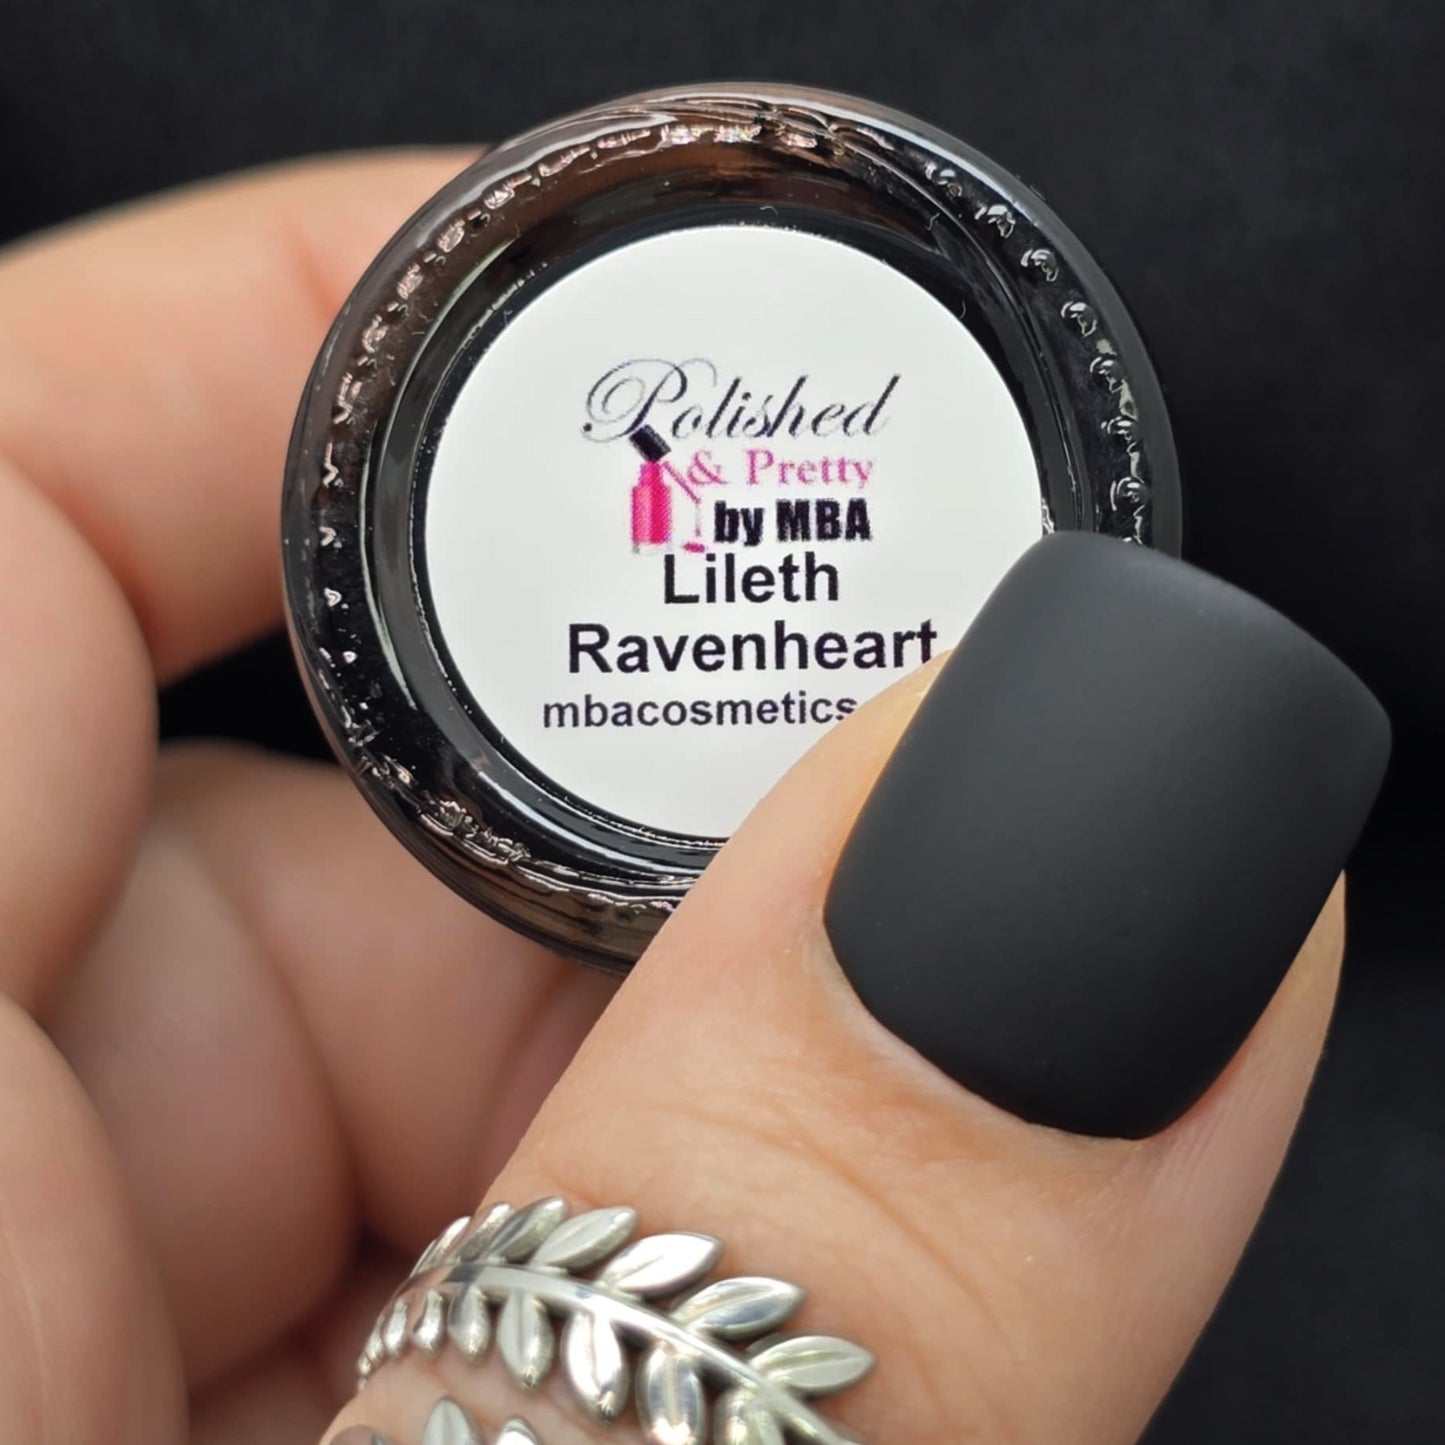 Polished
& Pretty
by MBA
Lileth
Ravenheart
mbacosmetics